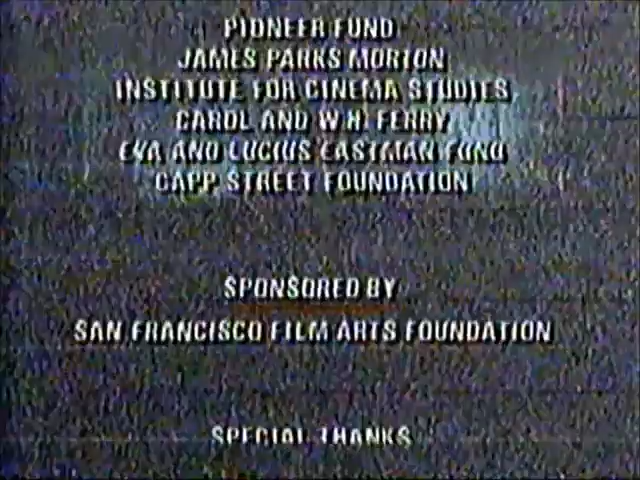 PIONEER FUND
JAMES PARKS MORTON
INSTITUTE FOR CINEMA STUDIES
CAROL AND W.H. FERRY
EVA AND LUCIUS EASTMAN FUND
CAPP STREET FOUNDATION
SPONSORED BY
SAN FRANCISCO FILM ARTS FOUNDATION
SPECIAL THANKS